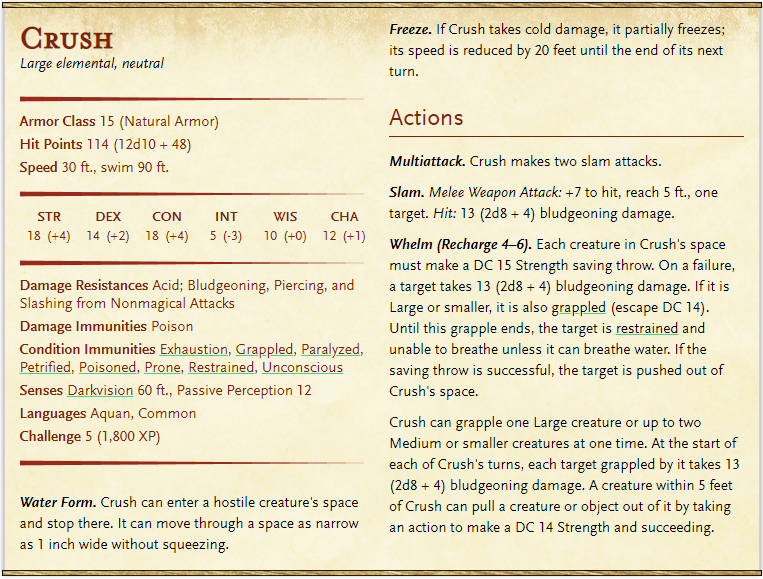 Crush
Large elemental, neutral
Armor Class 15 (Natural Armor)
Hit Points 114 (12d10 + 48)
Speed 30 ft., swim 90 ft.
STR DEX CON INT WIS CHA
18 (+4) 14 (+2) 18 (+4) 5 (-3) 10 (+0) 12 (+1)
Damage Resistances Acid; Bludgeoning, Piercing, and
Slashing from Nonmagical Attacks
Damage Immunities Poison
Condition Immunities Exhaustion, Grappled, Paralyzed,
Petrified, Poisoned, Prone, Restrained, Unconscious
Senses Darkvision 60 ft., Passive Perception 12
Languages Aquan, Common
Challenge 5 (1,800 XP)
Water Form. Crush can enter a hostile creature's space
and stop there. It can move through a space as narrow
as 1 inch wide without squeezing.
Freeze. If Crush takes cold damage, it partially freezes;
its speed is reduced by 20 feet until the end of its next
turn.
Actions
Multiattack. Crush makes two slam attacks.
Slam. Melee Weapon Attack: +7 to hit, reach 5 ft., one
target. Hit: 13 (2d8 + 4) bludgeoning damage.
Whelm (Recharge 4–6). Each creature in Crush's space
must make a DC 15 Strength saving throw. On a failure,
a target takes 13 (2d8 + 4) bludgeoning damage. If it is
Large or smaller, it is also grappled (escape DC 14).
Until this grapple ends, the target is restrained and
unable to breathe unless it can breathe water. If the
saving throw is successful, the target is pushed out of
Crush's space.
Crush can grapple one Large creature or up to two
Medium or smaller creatures at one time. At the start of
each of Crush's turns, each target grappled by it takes 13
(2d8 + 4) bludgeoning damage. A creature within 5 feet
of Crush can pull a creature or object out of it by taking
an action to make a DC 14 Strength and succeeding.